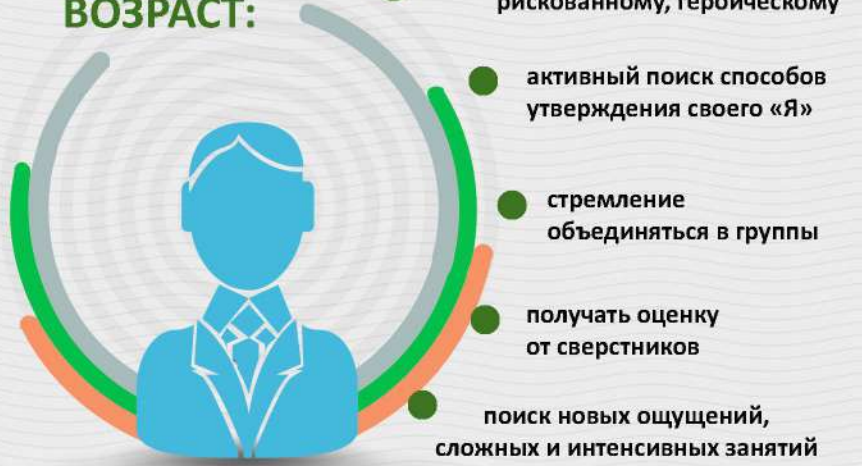 ВОЗРАСТ:
рискованному, героическому
активный поиск способов
утверждения своего «Я»
стремление
объединяться в группы
получать оценку
от сверстников
поиск новых ощущений,
сложных и интенсивных занятий